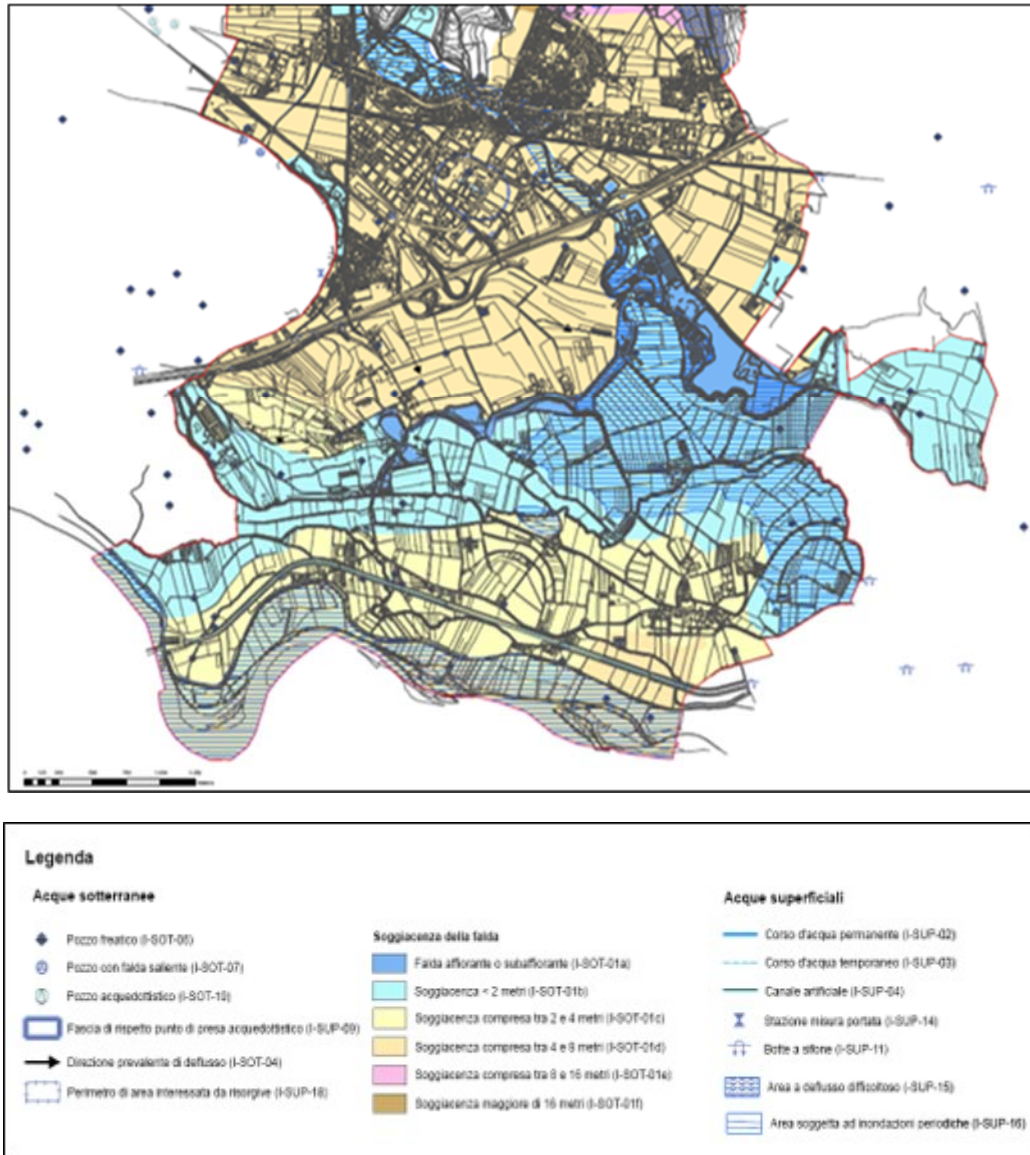 Legenda
Acque sotterranee
Pozzo freatico (I-SOT-06)
Pozzo con falda saliente (I-SOT-07)
Pozzo acquedottistico (I-SOT-10)
Fascia di rispetto punto di presa acquedottistico (I-SUP-09)
Direzione prevalente di deflusso (I-SOT-04)
Perimetro di area interessata da risorgive (I-SUP-18)
Soggiacenza della falda
Falda affiorante o subaffiorante (I-SOT-01a)
Soggiacenza < 2 metri (I-SOT-01b)
Soggiacenza compresa tra 2 e 4 metri (I-SOT-01c)
Soggiacenza compresa tra 4 e 8 metri (I-SOT-01d)
Soggiacenza compresa tra 8 e 16 metri (I-SOT-01e)
Soggiacenza maggiore di 16 metri (I-SOT-01f)
Acque superficiali
Corso d'acqua permanente (I-SUP-02)
Corso d'acqua temporaneo (I-SUP-03)
Canale artificiale (I-SUP-04)
Stazione misura portata (I-SUP-14)
Botte a sifone (I-SUP-11)
Area a deflusso difficoltoso (I-SUP-15)
Area soggetta ad inondazioni periodiche (I-SUP-16)